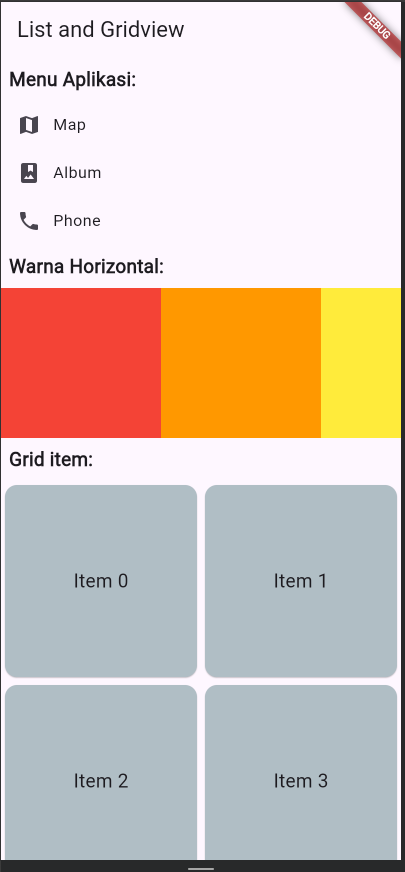 List and Gridview
DEBUG
Menu Aplikasi:
Map
Album
Phone
Warna Horizontal:
Grid item:
Item 0
Item 1
Item 2
Item 3